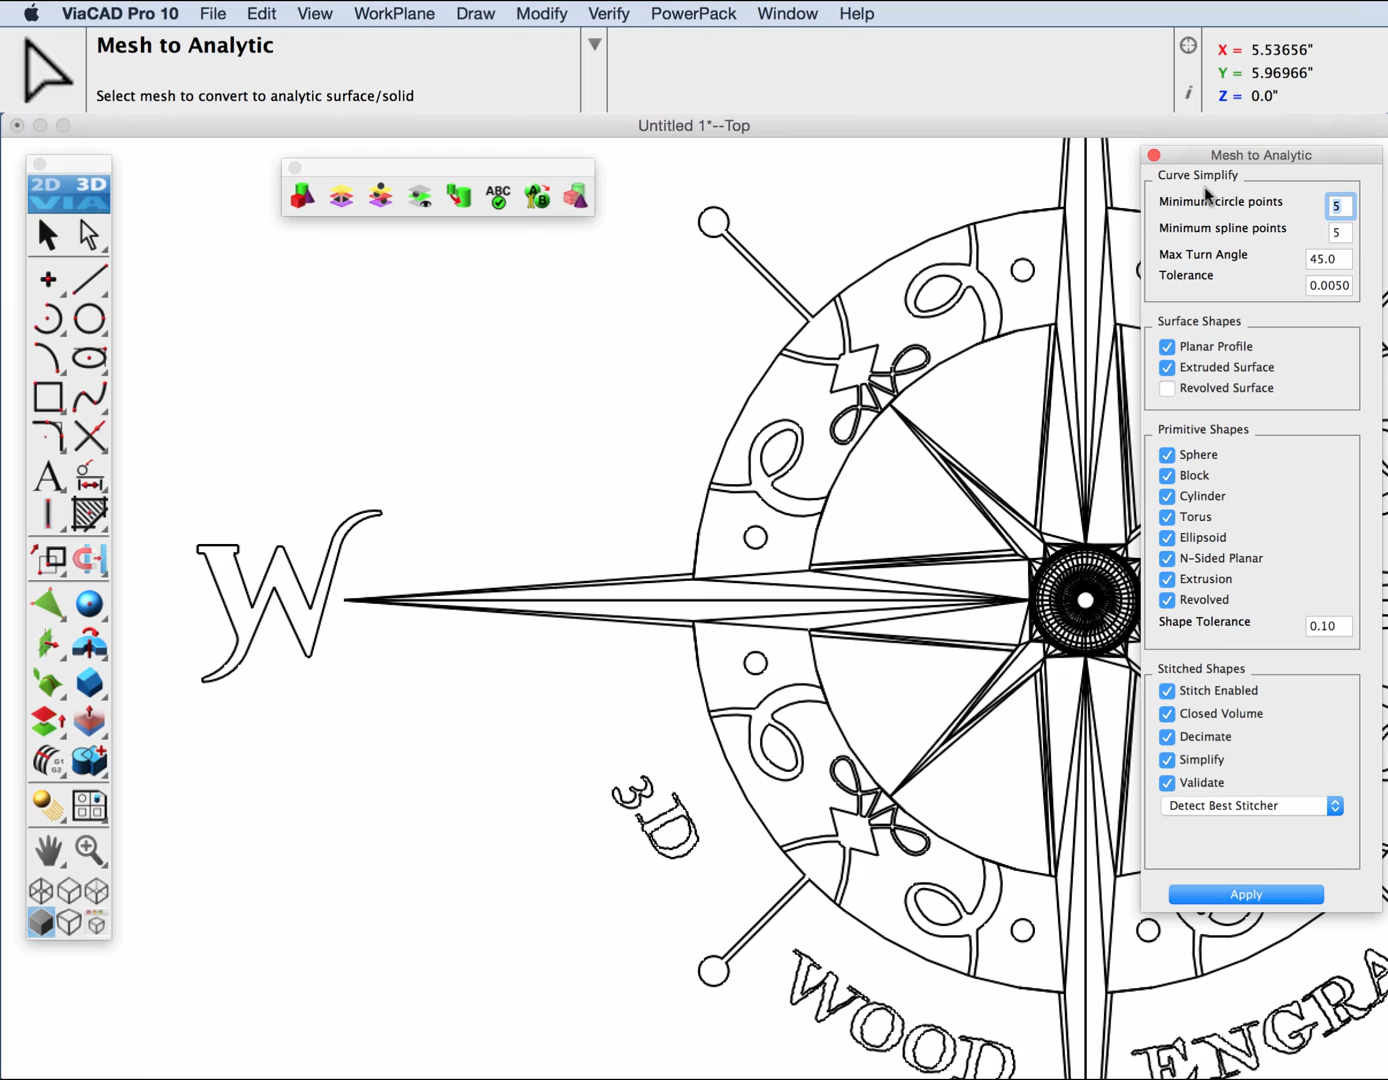 ViaCAD Pro 10 File Edit View WorkPlane Draw Modify Verify PowerPack Window Help
Mesh to Analytic
Select mesh to convert to analytic surface/solid
i
X = 5.53656"
Y = 5.96966"
Z = 0.0"
Untitled 1*--Top
2D 3D
VIA
A
G1
G2
ABC
A
B
Mesh to Analytic
Curve Simplify
Minimum circle points 5
Minimum spline points 5
Max Turn Angle 45.0
Tolerance 0.0050
Surface Shapes
Planar Profile
Extruded Surface
Revolved Surface
Primitive Shapes
Sphere
Block
Cylinder
Torus
Ellipsoid
N-Sided Planar
Extrusion
Revolved
Shape Tolerance 0.10
Stitched Shapes
Stitch Enabled
Closed Volume
Decimate
Simplify
Validate
Detect Best Stitcher
Apply
W
3D
WOOD ENGRA